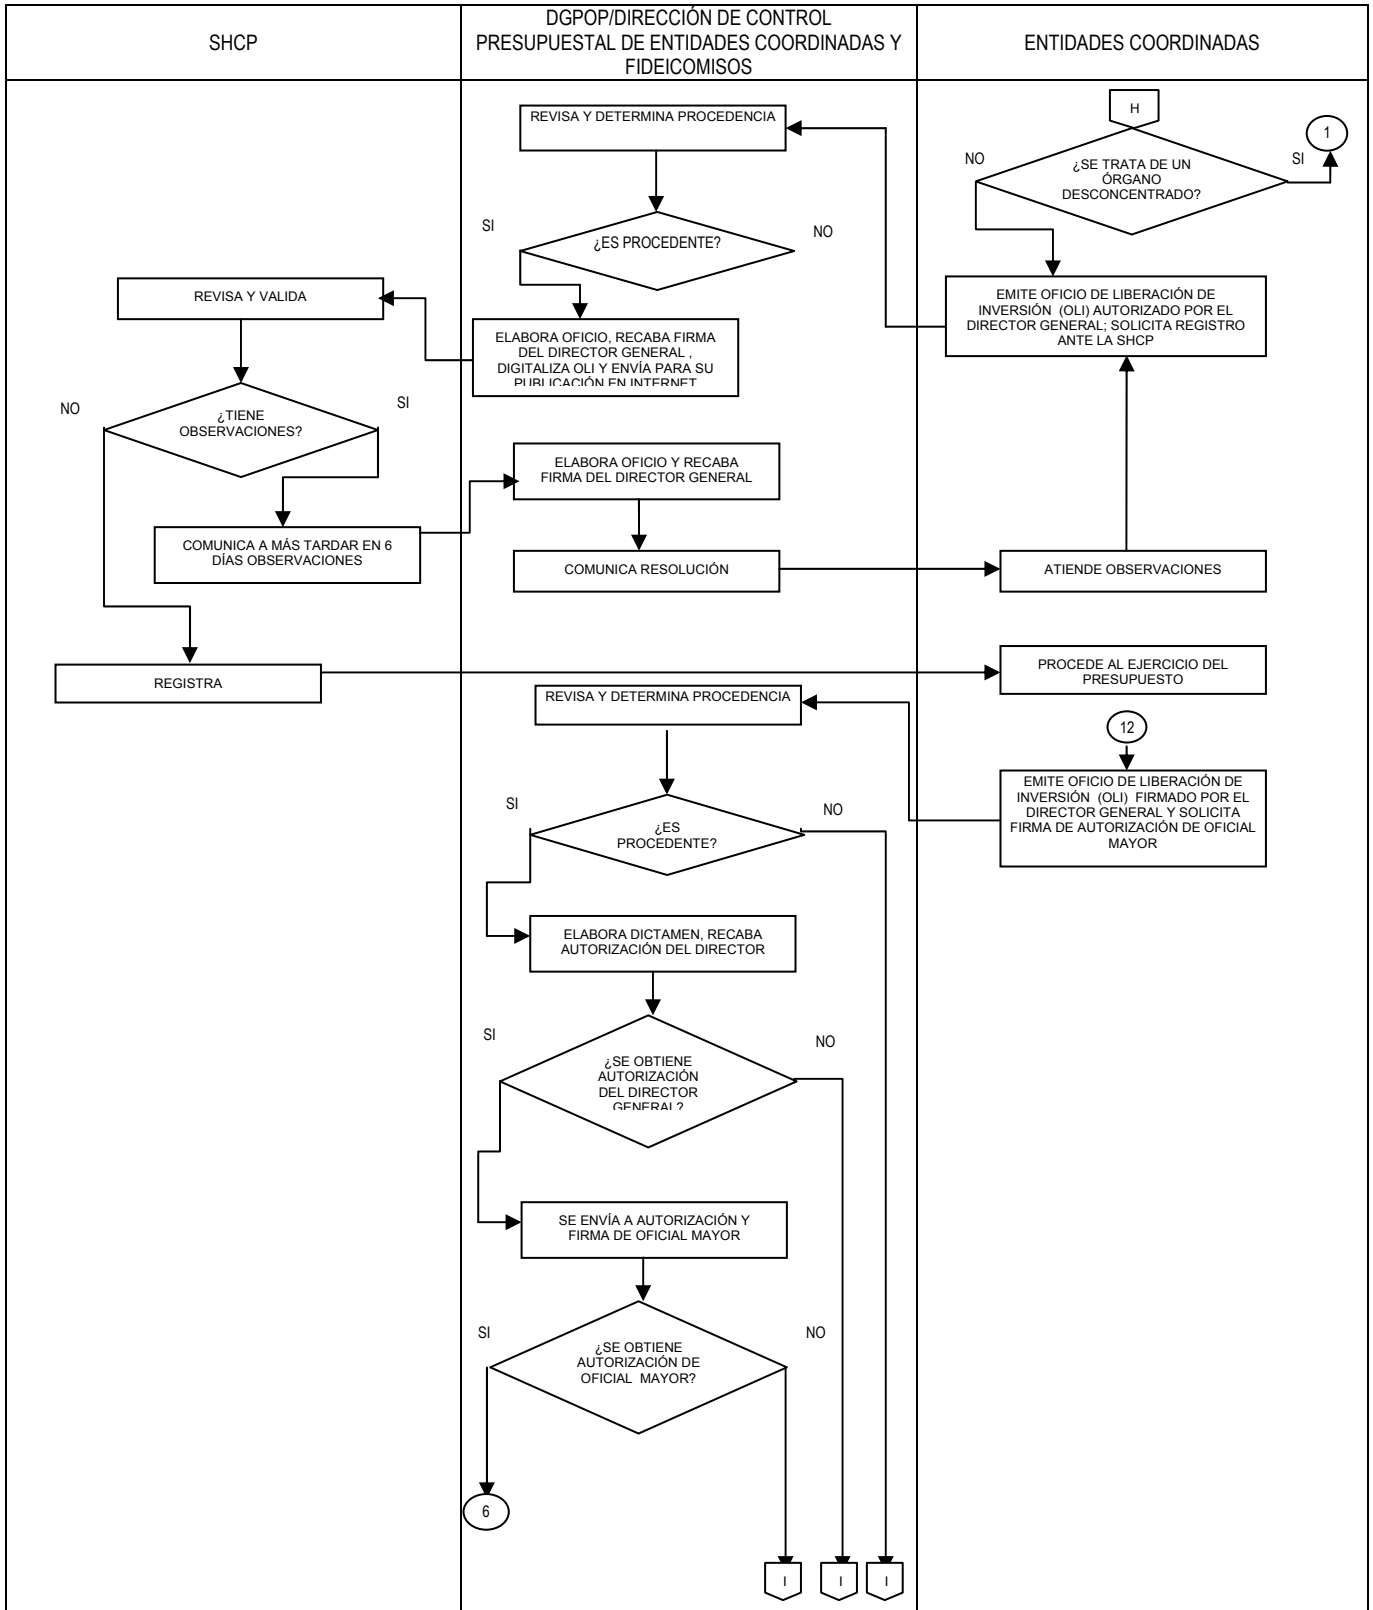 SHCP
DGPOP/DIRECCIÓN DE CONTROL
PRESUPUESTAL DE ENTIDADES COORDINADAS Y
FIDEICOMISOS
ENTIDADES COORDINADAS
H
1
¿SE TRATA DE UN
ÓRGANO
DESCONCENTRADO?
NO
SI
REVISA Y DETERMINA PROCEDENCIA
SI
¿ES PROCEDENTE?
NO
EMITE OFICIO DE LIBERACIÓN DE
INVERSIÓN (OLI) AUTORIZADO POR EL
DIRECTOR GENERAL; SOLICITA REGISTRO
ANTE LA SHCP
REVISA Y VALIDA
ELABORA OFICIO, RECABA FIRMA
DEL DIRECTOR GENERAL ,
DIGITALIZA OLI Y ENVÍA PARA SU
PUBLICACIÓN EN INTERNET
NO
¿TIENE
OBSERVACIONES?
SI
ELABORA OFICIO Y RECABA
FIRMA DEL DIRECTOR GENERAL
COMUNICA A MÁS TARDAR EN 6
DÍAS OBSERVACIONES
COMUNICA RESOLUCIÓN
ATIENDE OBSERVACIONES
REGISTRA
PROCEDE AL EJERCICIO DEL
PRESUPUESTO
REVISA Y DETERMINA PROCEDENCIA
12
EMITE OFICIO DE LIBERACIÓN DE
INVERSIÓN (OLI) FIRMADO POR EL
DIRECTOR GENERAL Y SOLICITA
FIRMA DE AUTORIZACIÓN DE OFICIAL
MAYOR
SI
¿ES
PROCEDENTE?
NO
ELABORA DICTAMEN, RECABA
AUTORIZACIÓN DEL DIRECTOR
SI
¿SE OBTIENE
AUTORIZACIÓN
DEL DIRECTOR
GENERAL?
NO
SE ENVÍA A AUTORIZACIÓN Y
FIRMA DE OFICIAL MAYOR
SI
¿SE OBTIENE
AUTORIZACIÓN DE
OFICIAL MAYOR?
NO
6
I
I
I